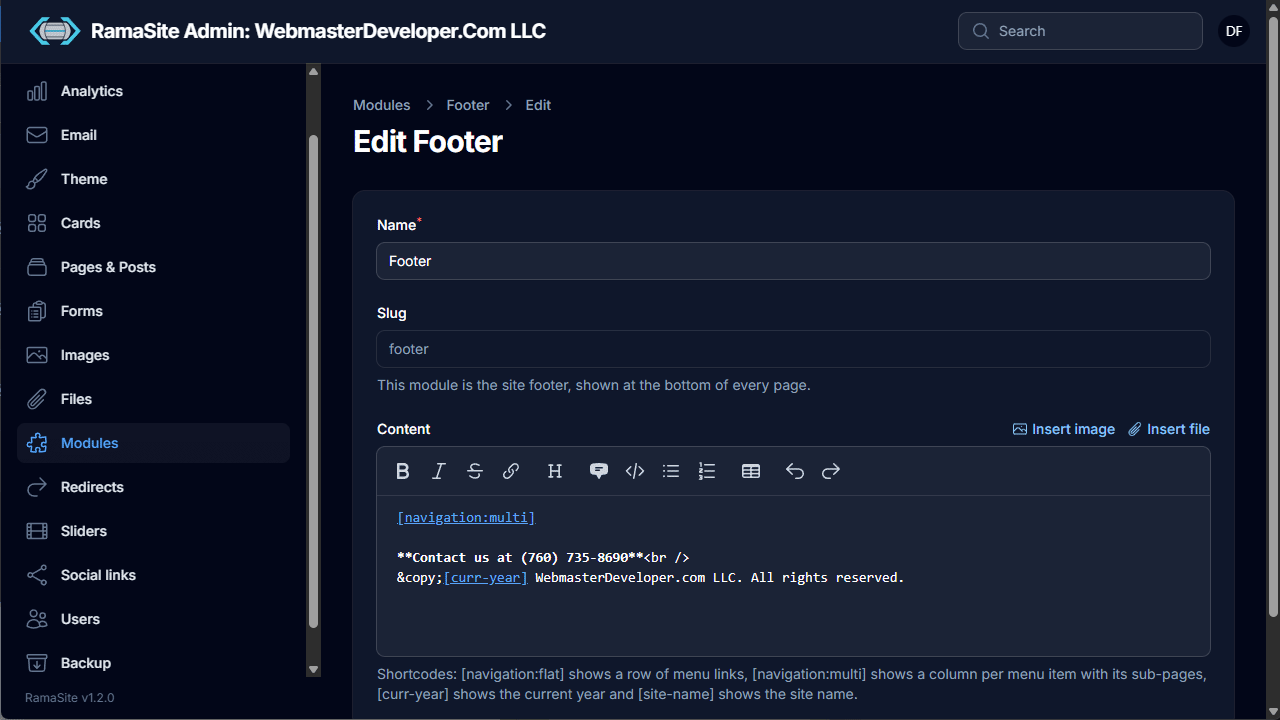 RamaSite Admin: WebmasterDeveloper.Com LLC
Search
DF
Analytics
Email
Theme
Cards
Pages & Posts
Forms
Images
Files
Modules
Redirects
Sliders
Social links
Users
Backup
RamaSite v1.2.0
Modules > Footer > Edit
Edit Footer
Name*
Footer
Slug
footer
This module is the site footer, shown at the bottom of every page.
Content
Insert image
Insert file
[navigation:multi]
**Contact us at (760) 735-8690**<br />
&copy;[curr-year] WebmasterDeveloper.com LLC. All rights reserved.
Shortcodes: [navigation:flat] shows a row of menu links, [navigation:multi] shows a column per menu item with its sub-pages,
[curr-year] shows the current year and [site-name] shows the site name.